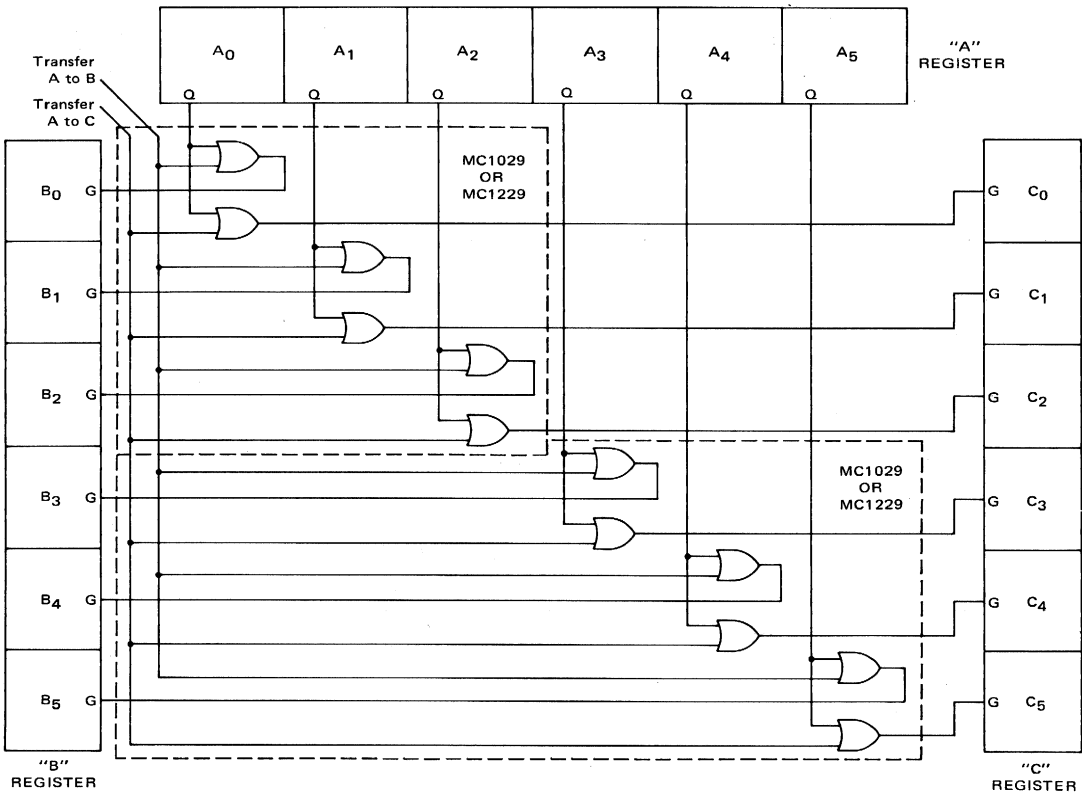 A0 A1 A2 A3 A4 A5
"A"
REGISTER
Q Q Q Q Q Q
Transfer
A to B
Transfer
A to C
MC1029
OR
MC1229
B0 G
B1 G
B2 G
B3 G
B4 G
B5 G
"B"
REGISTER
MC1029
OR
MC1229
G C0
G C1
G C2
G C3
G C4
G C5
"C"
REGISTER